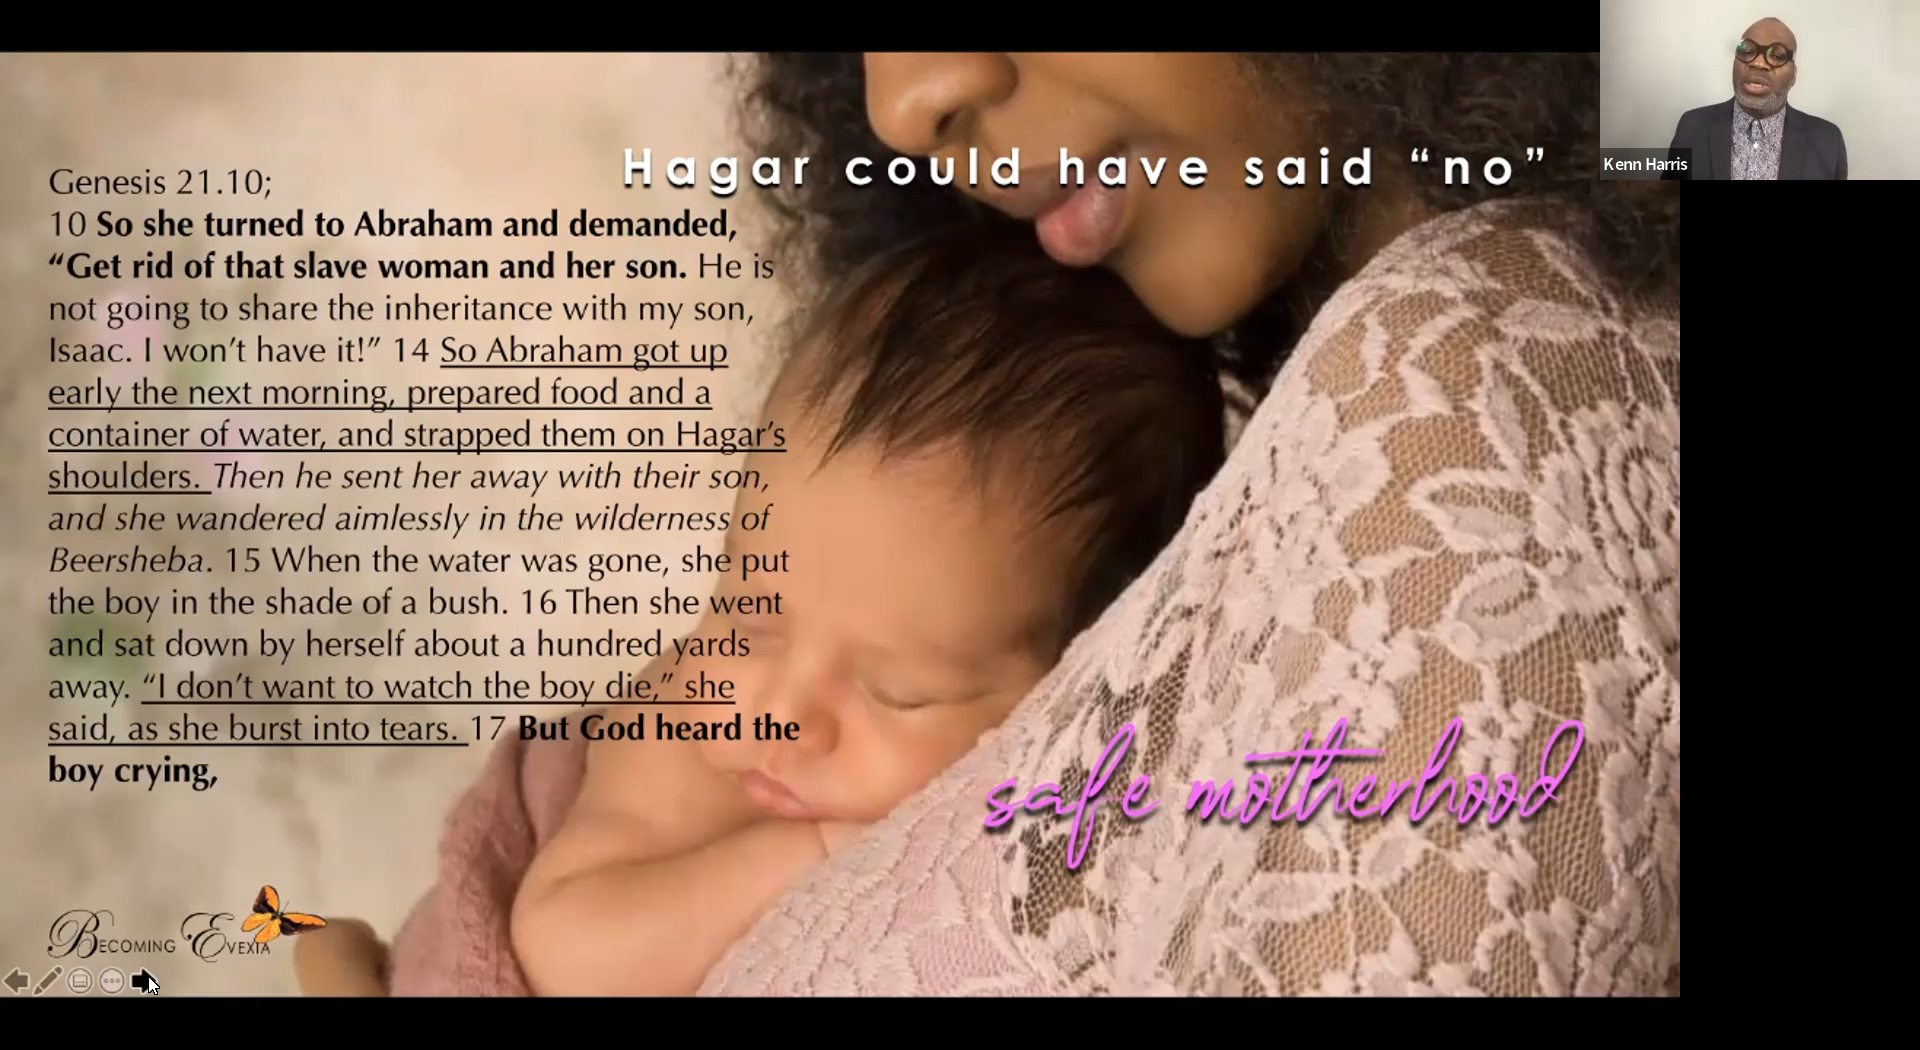 Hagar could have said “no”
Kenn Harris
Genesis 21.10;
10 So she turned to Abraham and demanded,
“Get rid of that slave woman and her son. He is
not going to share the inheritance with my son,
Isaac. I won’t have it!” 14 So Abraham got up
early the next morning, prepared food and a
container of water, and strapped them on Hagar’s
shoulders. Then he sent her away with their son,
and she wandered aimlessly in the wilderness of
Beersheba. 15 When the water was gone, she put
the boy in the shade of a bush. 16 Then she went
and sat down by herself about a hundred yards
away. “I don’t want to watch the boy die,” she
said, as she burst into tears. 17 But God heard the
boy crying,
safe motherhood
Becoming Evexia